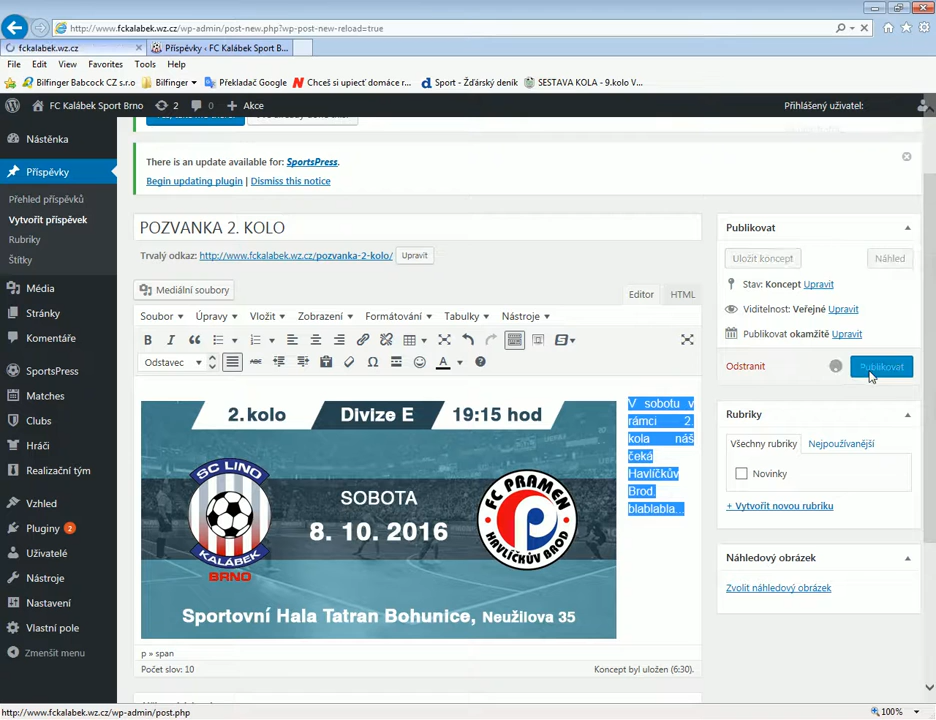 http://www.fckalabek.wz.cz/wp-admin/post-new.php?wp-post-new-reload=true
fckalabek.wz.cz
Příspěvky ‹ FC Kalábek Sport B...
File Edit View Favorites Tools Help
Bilfinger Babcock CZ s.r.o
Bilfinger
Překladač Google
Chceš si upiecť domáce r...
Sport - Žďárský deník
SESTAVA KOLA - 9.kolo V...
FC Kalábek Sport Brno 2 0 + Akce Přihlášený uživatel:
Nástěnka
Příspěvky
Přehled příspěvků
Vytvořit příspěvek
Rubriky
Štítky
Média
Stránky
Komentáře
SportsPress
Matches
Clubs
Hráči
Realizační tým
Vzhled
Pluginy 2
Uživatelé
Nástroje
Nastavení
Vlastní pole
Zmenšit menu
There is an update available for: SportsPress.
Begin updating plugin | Dismiss this notice
POZVANKA 2. KOLO
Trvalý odkaz: http://www.fckalabek.wz.cz/pozvanka-2-kolo/ Upravit
Mediální soubory
Editor HTML
Soubor Úpravy Vložit Zobrazení Formátování Tabulky Nástroje
Odstavec
2.kolo Divize E 19:15 hod
SC LINO
KALÁBEK
BRNO
SOBOTA
8. 10. 2016
FC PRAMEN
HAVLÍČKŮV BROD
Sportovní Hala Tatran Bohunice, Neužilova 35
V sobotu v
rámci 2.
kola náš
čeká
Havlíčkův
Brod.
blablabla...
p » span
Počet slov: 10 Koncept byl uložen (6:30).
Publikovat
Uložit koncept Náhled
Stav: Koncept Upravit
Viditelnost: Veřejné Upravit
Publikovat okamžitě Upravit
Odstranit Publikovat
Rubriky
Všechny rubriky Nejpoužívanější
Novinky
+ Vytvořit novou rubriku
Náhledový obrázek
Zvolit náhledový obrázek
http://www.fckalabek.wz.cz/wp-admin/post.php
100%